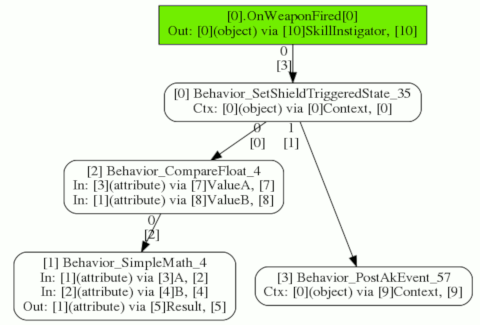 [0].OnWeaponFired[0]
Out: [0](object) via [10]SkillInstigator, [10]
0
[3]
[0] Behavior_SetShieldTriggeredState_35
Ctx: [0](object) via [0]Context, [0]
0 1
[0] [1]
[2] Behavior_CompareFloat_4
In: [3](attribute) via [7]ValueA, [7]
In: [1](attribute) via [8]ValueB, [8]
0
[2]
[1] Behavior_SimpleMath_4
In: [1](attribute) via [3]A, [2]
In: [2](attribute) via [4]B, [4]
Out: [1](attribute) via [5]Result, [5]
[3] Behavior_PostAkEvent_57
Ctx: [0](object) via [9]Context, [9]